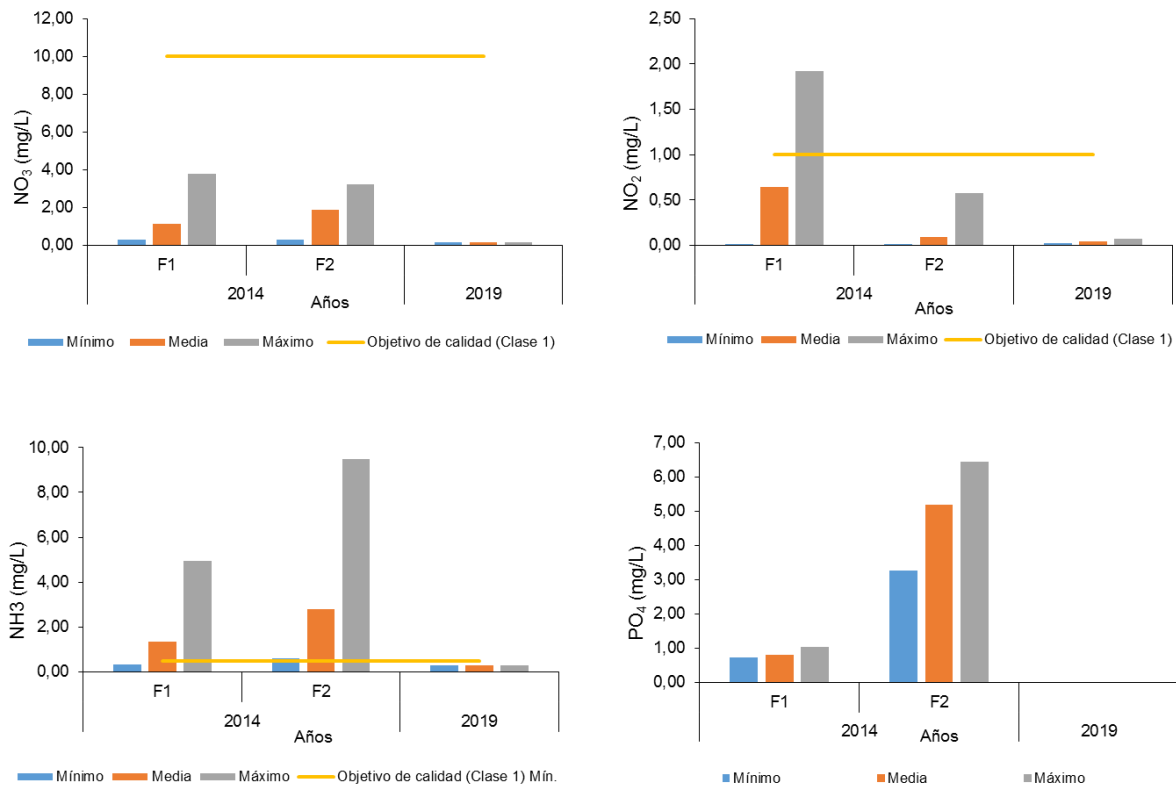 12,00
10,00
8,00
6,00
4,00
2,00
0,00
NO₃ (mg/L)
F1 F2
2014 2019
Años
Mínimo Media Máximo Objetivo de calidad (Clase 1)
2,50
2,00
1,50
1,00
0,50
0,00
NO₂ (mg/L)
F1 F2
2014 2019
Años
Mínimo Media Máximo Objetivo de calidad (Clase 1)
10,00
8,00
6,00
4,00
2,00
0,00
NH3 (mg/L)
F1 F2
2014 2019
Años
Mínimo Media Máximo Objetivo de calidad (Clase 1) Mín.
7,00
6,00
5,00
4,00
3,00
2,00
1,00
0,00
PO₄ (mg/L)
F1 F2
2014 2019
Años
Mínimo Media Máximo